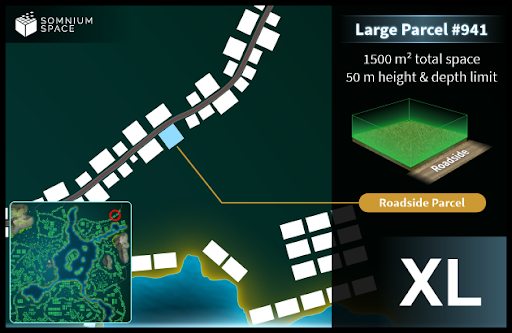 SOMNIUM
SPACE
Large Parcel #941
1500 m² total space
50 m height & depth limit
Roadside
Roadside Parcel
XL